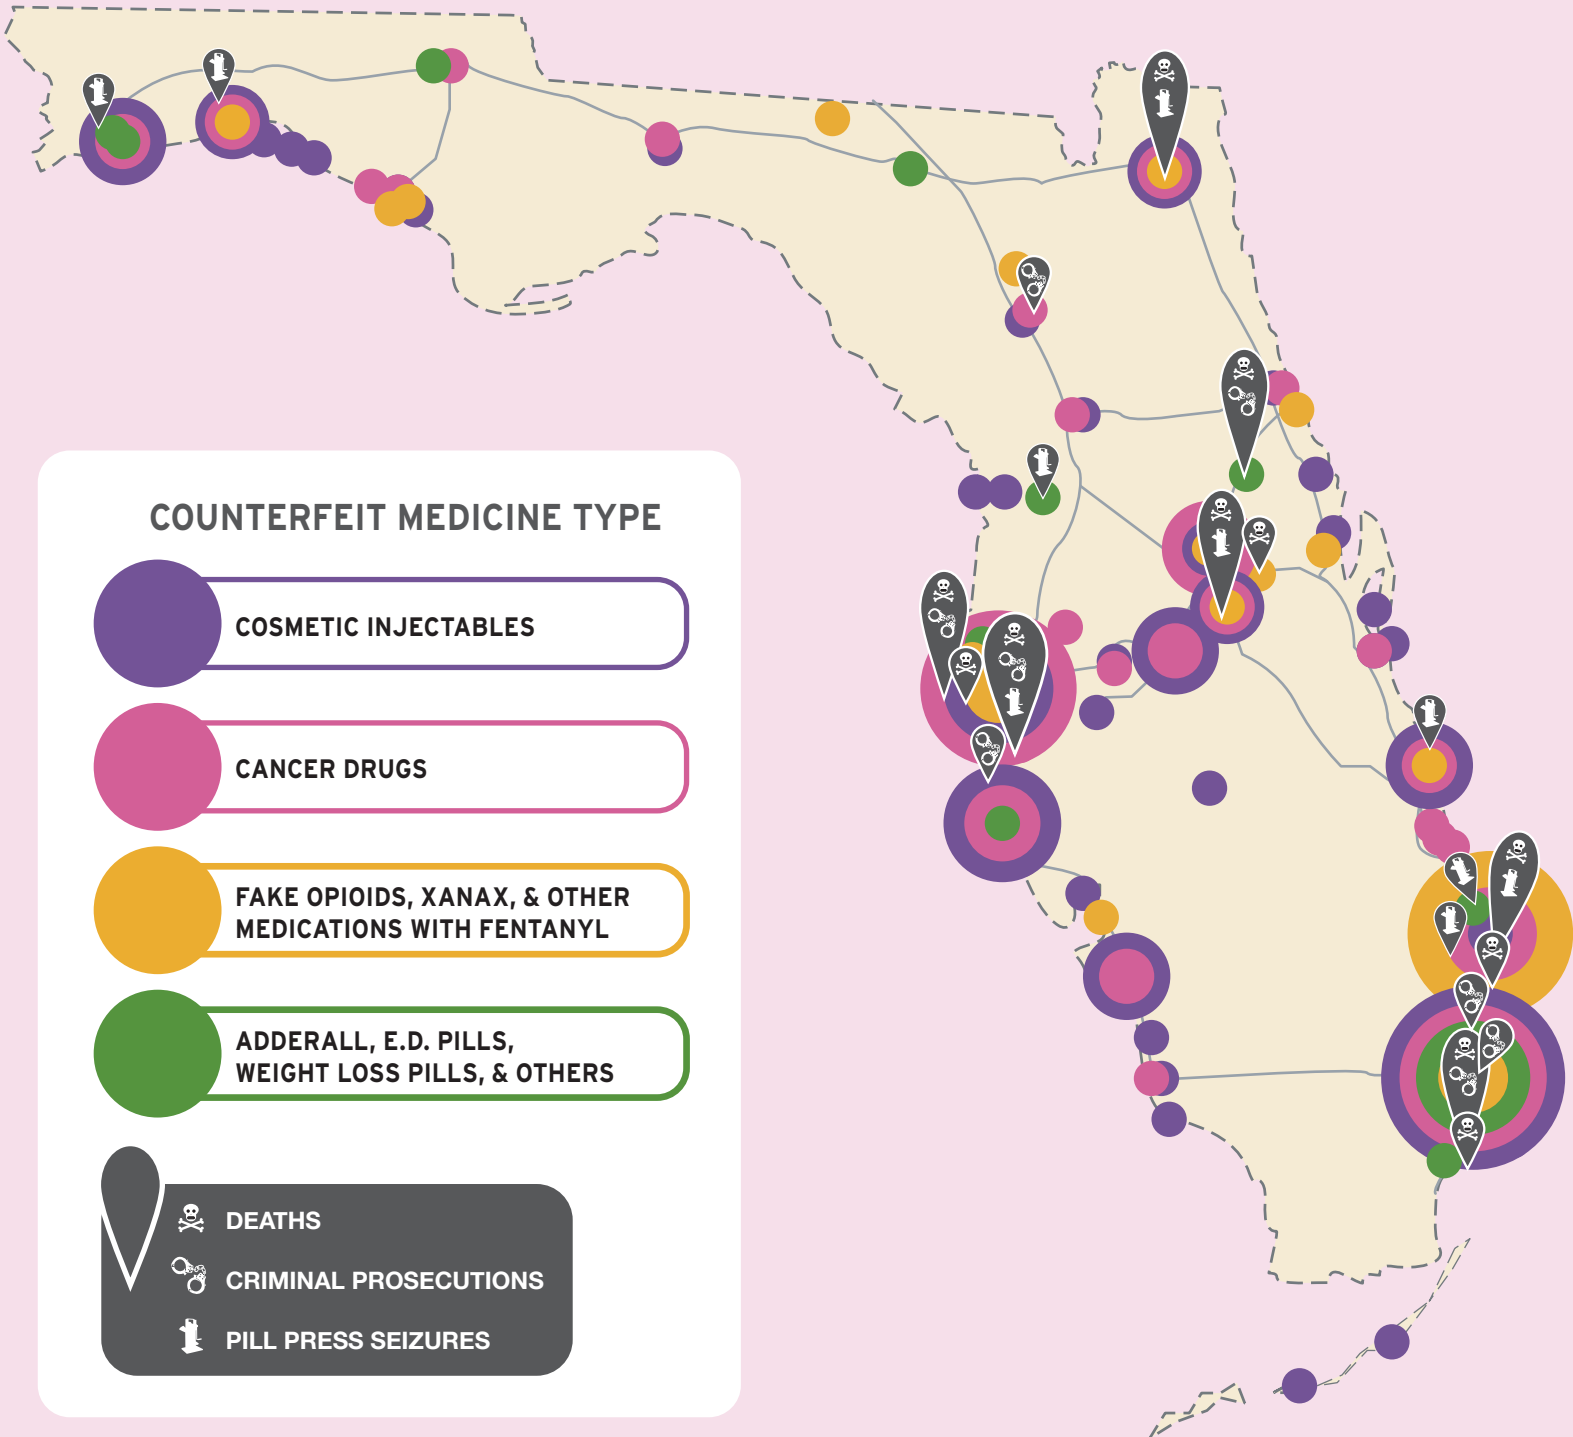 COUNTERFEIT MEDICINE TYPE
COSMETIC INJECTABLES
CANCER DRUGS
FAKE OPIOIDS, XANAX, & OTHER
MEDICATIONS WITH FENTANYL
ADDERALL, E.D. PILLS,
WEIGHT LOSS PILLS, & OTHERS
DEATHS
CRIMINAL PROSECUTIONS
PILL PRESS SEIZURES